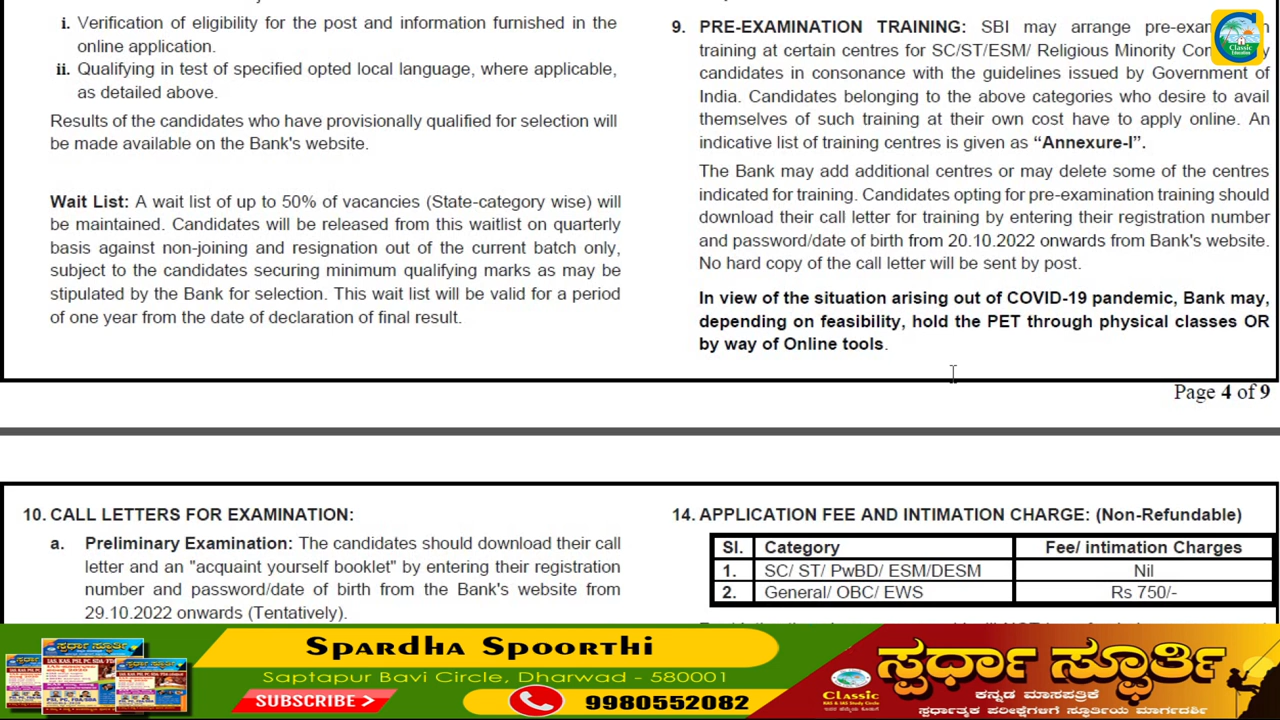 i. Verification of eligibility for the post and information furnished in the
online application.
ii. Qualifying in test of specified opted local language, where applicable,
as detailed above.
Results of the candidates who have provisionally qualified for selection will
be made available on the Bank's website.
Wait List: A wait list of up to 50% of vacancies (State-category wise) will
be maintained. Candidates will be released from this waitlist on quarterly
basis against non-joining and resignation out of the current batch only,
subject to the candidates securing minimum qualifying marks as may be
stipulated by the Bank for selection. This wait list will be valid for a period
of one year from the date of declaration of final result.
9. PRE-EXAMINATION TRAINING: SBI may arrange
training at certain centres for SC/ST/ESM/ Religious Minority
candidates in consonance with the guidelines issued by Government of
India. Candidates belonging to the above categories who desire to avail
themselves of such training at their own cost have to apply online. An
indicative list of training centres is given as “Annexure-I”.
The Bank may add additional centres or may delete some of the centres
indicated for training. Candidates opting for pre-examination training should
download their call letter for training by entering their registration number
and password/date of birth from 20.10.2022 onwards from Bank's website.
No hard copy of the call letter will be sent by post.
In view of the situation arising out of COVID-19 pandemic, Bank may,
depending on feasibility, hold the PET through physical classes OR
by way of Online tools.
Classic
Education
Page 4 of 9
10. CALL LETTERS FOR EXAMINATION:
a. Preliminary Examination: The candidates should download their call
letter and an "acquaint yourself booklet" by entering their registration
number and password/date of birth from the Bank's website from
29.10.2022 onwards (Tentatively).
14. APPLICATION FEE AND INTIMATION CHARGE: (Non-Refundable)
Sl. Category Fee/ intimation Charges
1. SC/ ST/ PwBD/ ESM/DESM Nil
2. General/ OBC/ EWS Rs 750/-
Spardha Spoorthi
Saptapur Bavi Circle, Dharwad - 580001
SUBSCRIBE >
9980552082
Classic
KAS & IAS Study Circle
ಸ್ಪರ್ಧಾ ಸ್ಫೂರ್ತಿ
ಕನ್ನಡ ಮಾಸಪತ್ರಿಕೆ
ಸ್ಪರ್ಧಾತ್ಮಕ ಪರೀಕ್ಷೆಗಳಿಗೆ ಸ್ಫೂರ್ತಿಯ ಮಾರ್ಗದರ್ಶಿ